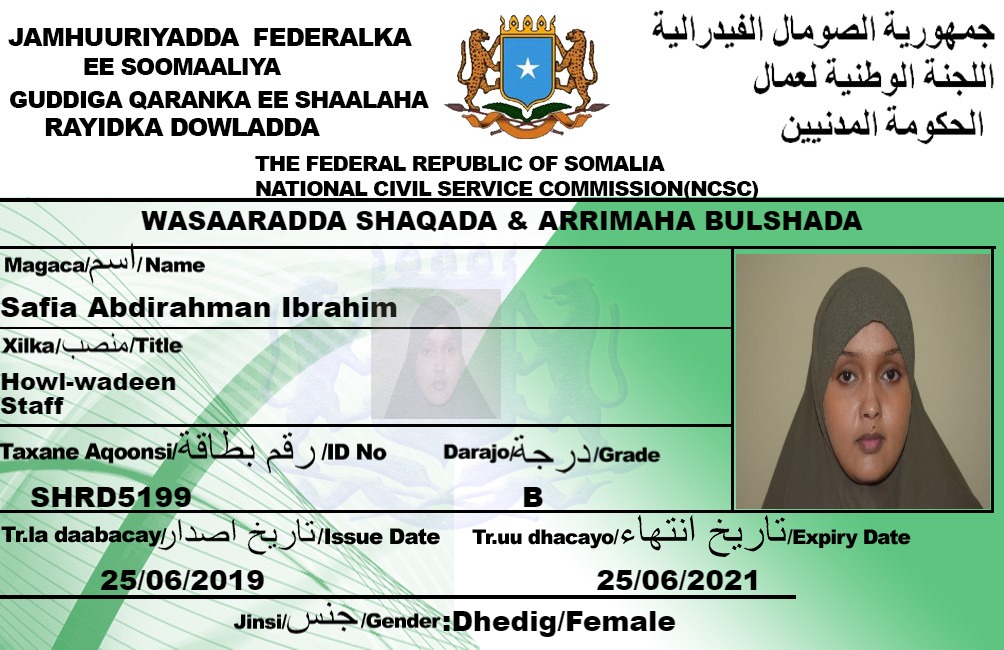 JAMHUURIYADDA FEDERALKA
EE SOOMAALIYA
GUDDIGA QARANKA EE SHAALAHA
RAYIDKA DOWLADDA
جمهورية الصومال الفيدرالية
اللجنة الوطنية لعمال
الحكومة المدنيين
THE FEDERAL REPUBLIC OF SOMALIA
NATIONAL CIVIL SERVICE COMMISSION(NCSC)
WASAARADDA SHAQADA & ARRIMAHA BULSHADA
Magaca/اسم/Name
Safia Abdirahman Ibrahim
Xilka/منصب/Title
Howl-wadeen
Staff
Taxane Aqoonsi/رقم بطاقة/ID No Darajo/درجة/Grade
SHRD5199 B
Tr.la daabacay/تاريخ اصدار/Issue Date Tr.uu dhacayo/تاريخ انتهاء/Expiry Date
25/06/2019 25/06/2021
Jinsi/جنس/Gender:Dhedig/Female